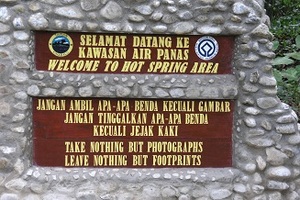 SELAMAT DATANG KE
KAWASAN AIR PANAS
WELCOME TO HOT SPRING AREA
JANGAN AMBIL APA-APA BENDA KECUALI GAMBAR
JANGAN TINGGALKAN APA-APA BENDA
KECUALI JEJAK KAKI
TAKE NOTHING BUT PHOTOGRAPHS
LEAVE NOTHING BUT FOOTPRINTS